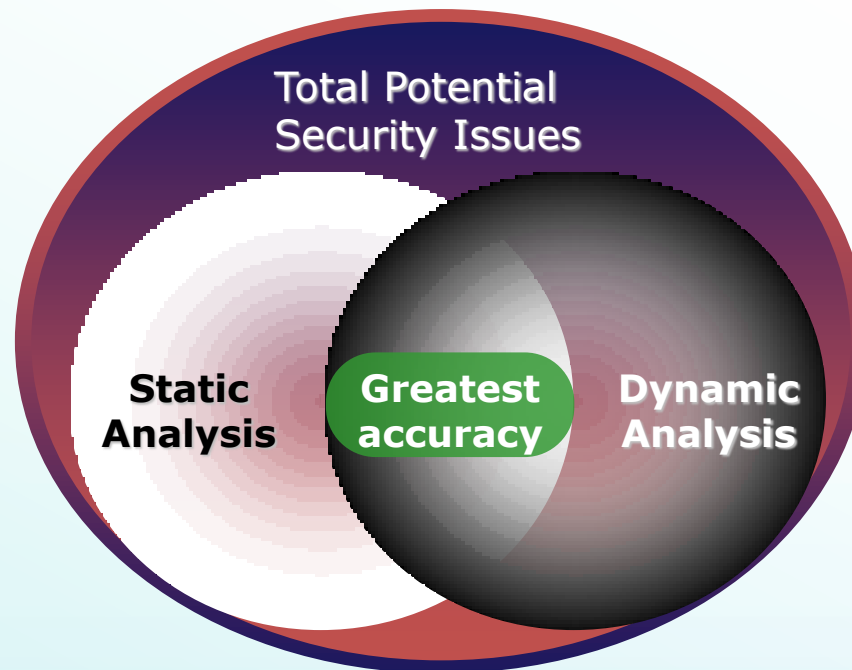 Total Potential
Security Issues
Static
Analysis
Greatest
accuracy
Dynamic
Analysis